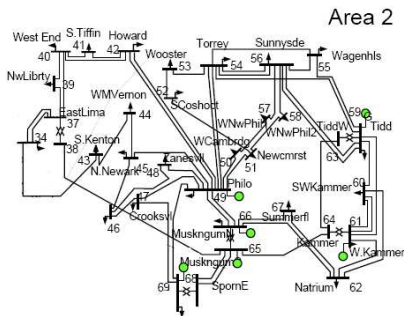 Area 2
West End
S.Tiffin
Howard
40
41
42
Wooster
53
Torrey
54
Sunnysde
56
Wagenhls
55
NwLibrty
39
52
SCoshoct
WMVernon
44
EastLima
37
34
38
S.Kenton
43
N.Newark
45
Zanesvll
48
WCambrdg
50
WNwPhil1
57
WNwPhil2
58
Newcmrst
51
59
TiddW
Tidd
63
SWKammer
60
Philo
49
47
Crooksvl
46
67
Summerfl
66
64
61
Muskngum
65
Kammer
W.Kammer
Muskngum
69
68
SpornE
Natrium
62